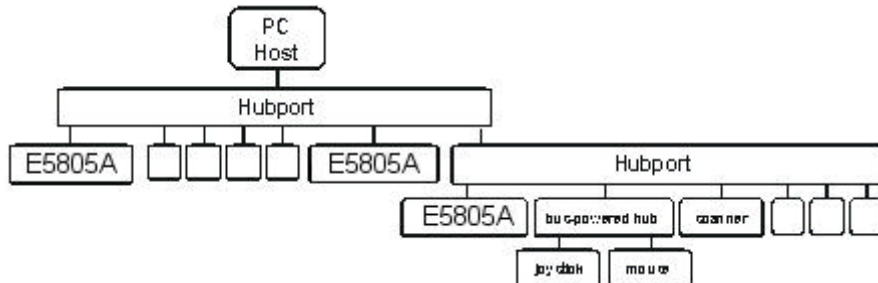 PC
Host
Hubport
E5805A
E5805A
Hubport
E5805A
bus-powered hub
scanner
joystick
mouse